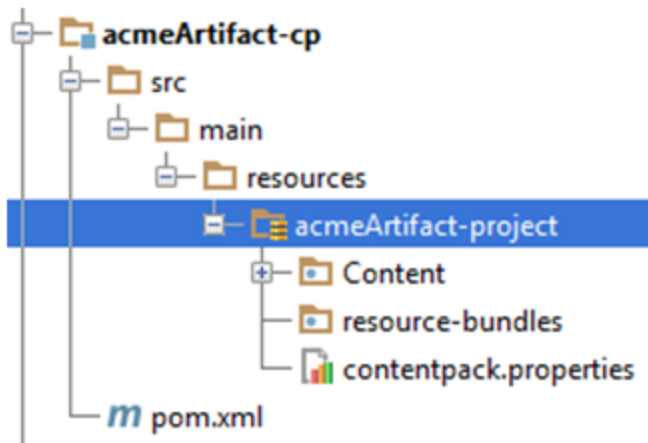 acmeArtifact-cp
src
main
resources
acmeArtifact-project
Content
resource-bundles
contentpack.properties
m pom.xml